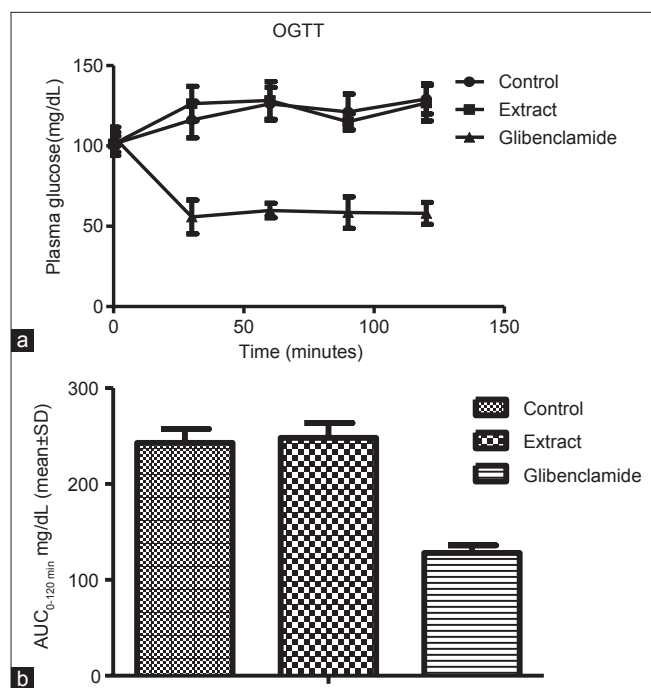 OGTT
150
100
50
0
Plasma glucose(mg/dL)
0
50
100
150
Time (minutes)
Control
Extract
Glibenclamide
a
300
200
100
0
AUC0-120 min mg/dL (mean±SD)
Control
Extract
Glibenclamide
b